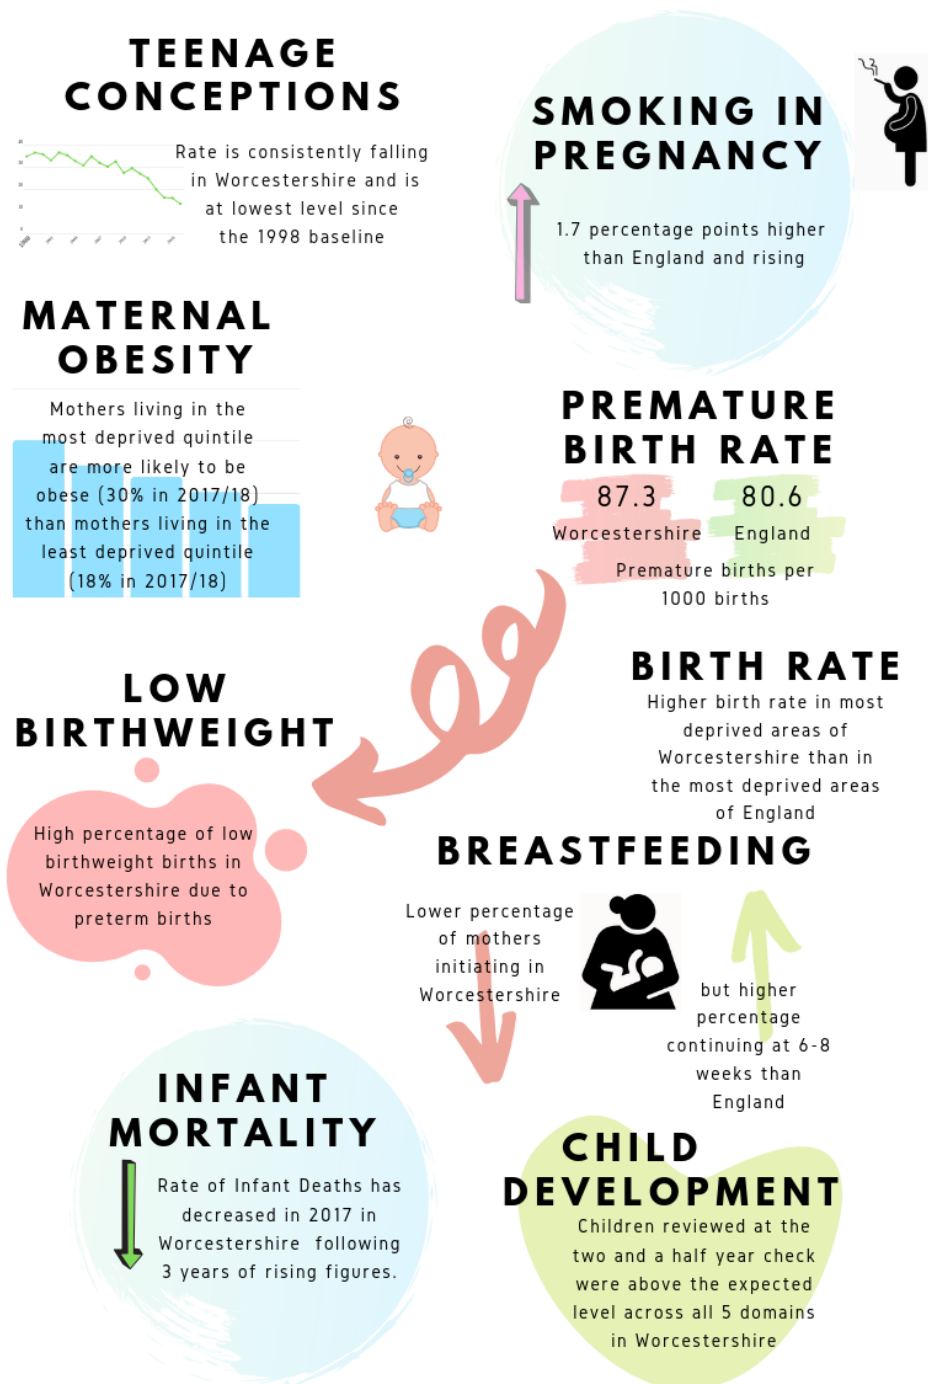 TEENAGE
CONCEPTIONS
Rate is consistently falling
in Worcestershire and is
at lowest level since
the 1998 baseline
SMOKING IN
PREGNANCY
1.7 percentage points higher
than England and rising
MATERNAL
OBESITY
Mothers living in the
most deprived quintile
are more likely to be
obese (30% in 2017/18)
than mothers living in the
least deprived quintile
(18% in 2017/18)
PREMATURE
BIRTH RATE
87.3 80.6
Worcestershire England
Premature births per
1000 births
BIRTH RATE
Higher birth rate in most
deprived areas of
Worcestershire than in
the most deprived areas
of England
LOW
BIRTHWEIGHT
High percentage of low
birthweight births in
Worcestershire due to
preterm births
BREASTFEEDING
Lower percentage
of mothers
initiating in
Worcestershire
but higher
percentage
continuing at 6-8
weeks than
England
INFANT
MORTALITY
Rate of Infant Deaths has
decreased in 2017 in
Worcestershire following
3 years of rising figures.
CHILD
DEVELOPMENT
Children reviewed at the
two and a half year check
were above the expected
level across all 5 domains
in Worcestershire